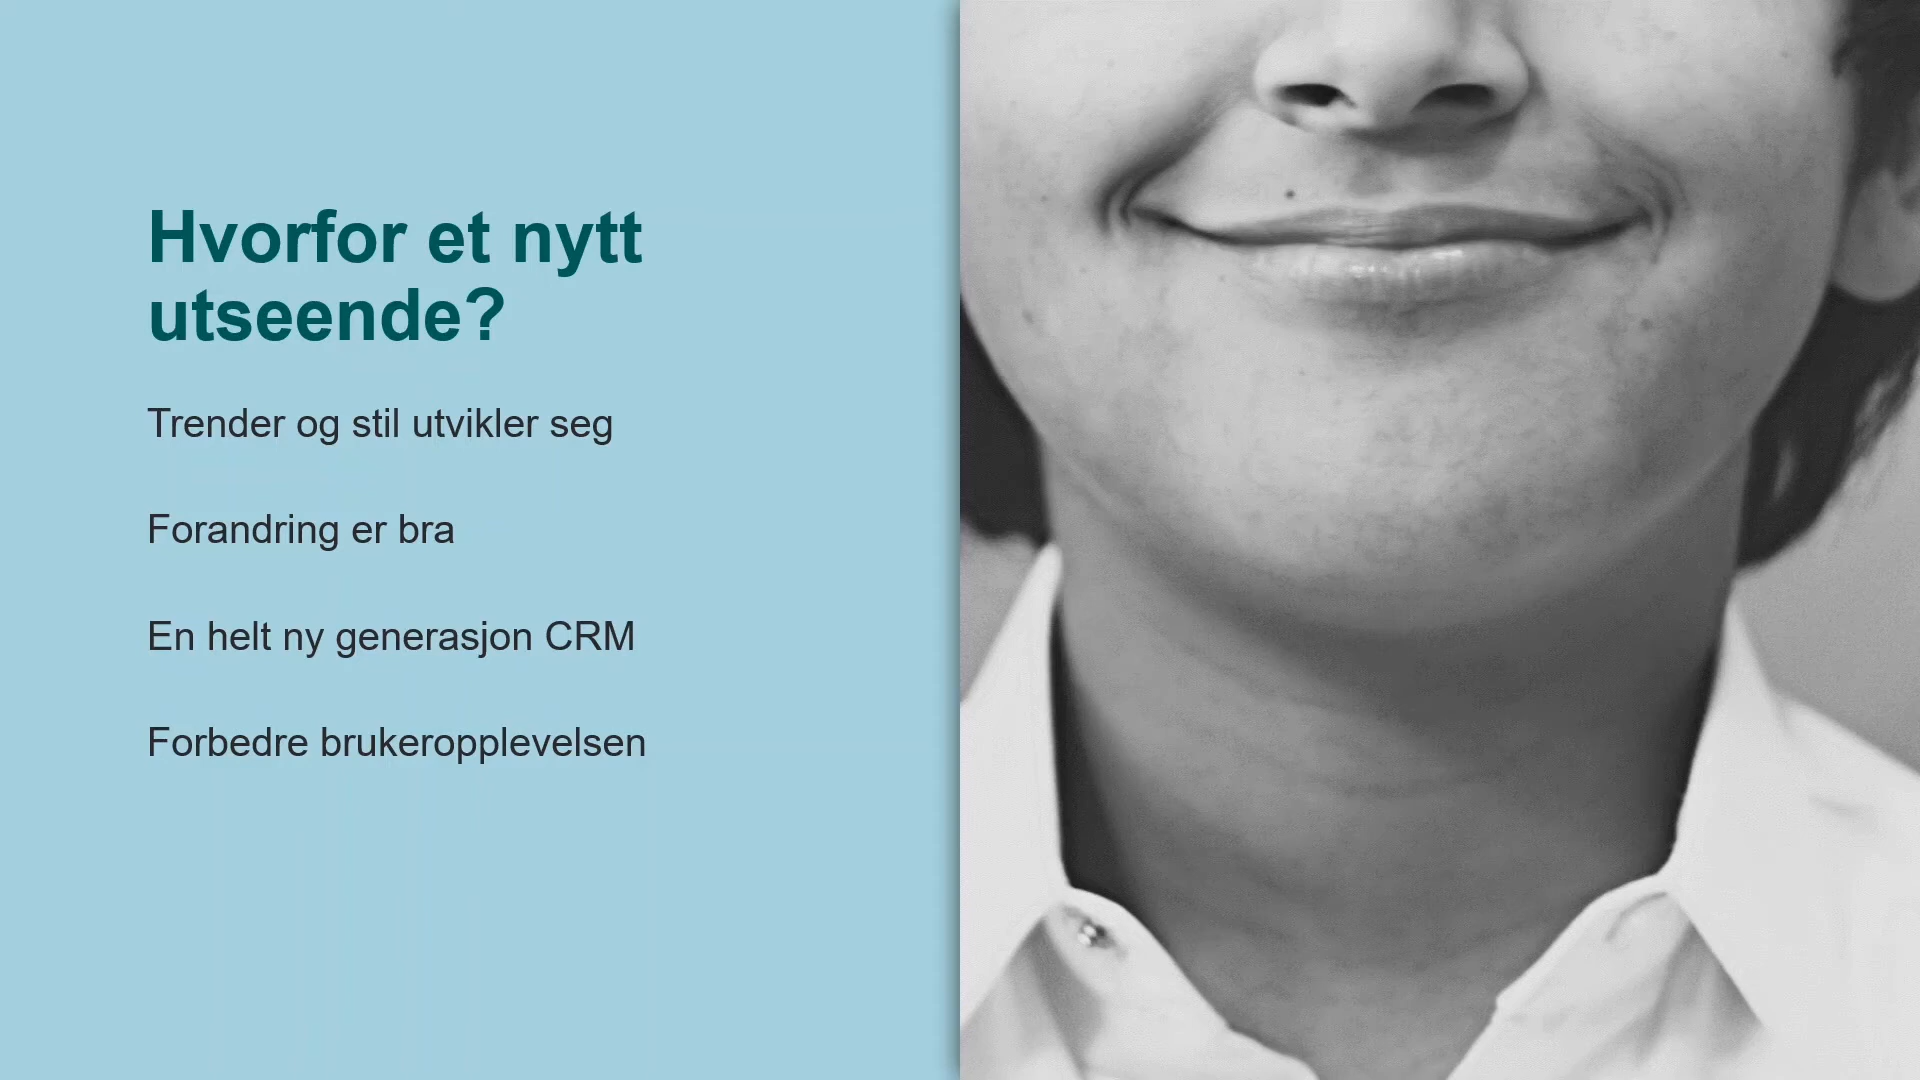 Hvorfor et nytt
utseende?
Trender og stil utvikler seg
Forandring er bra
En helt ny generasjon CRM
Forbedre brukeropplevelsen